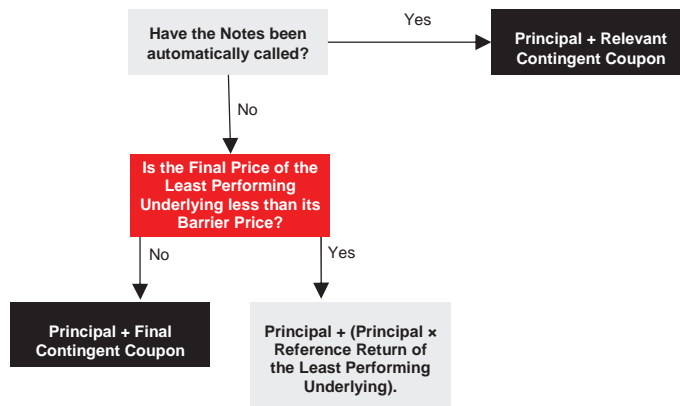 Have the Notes been
automatically called?
Yes
Principal + Relevant
Contingent Coupon
No
Is the Final Price of the
Least Performing
Underlying less than its
Barrier Price?
No
Yes
Principal + Final
Contingent Coupon
Principal + (Principal ×
Reference Return of
the Least Performing
Underlying).